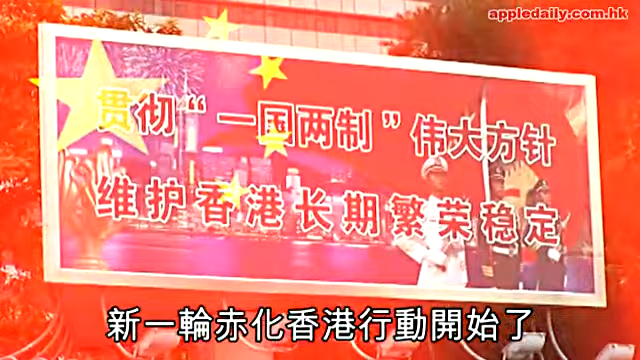 appledaily.com.hk
贯彻“一国两制”伟大方针
维护香港长期繁荣稳定
新一輪赤化香港行動開始了